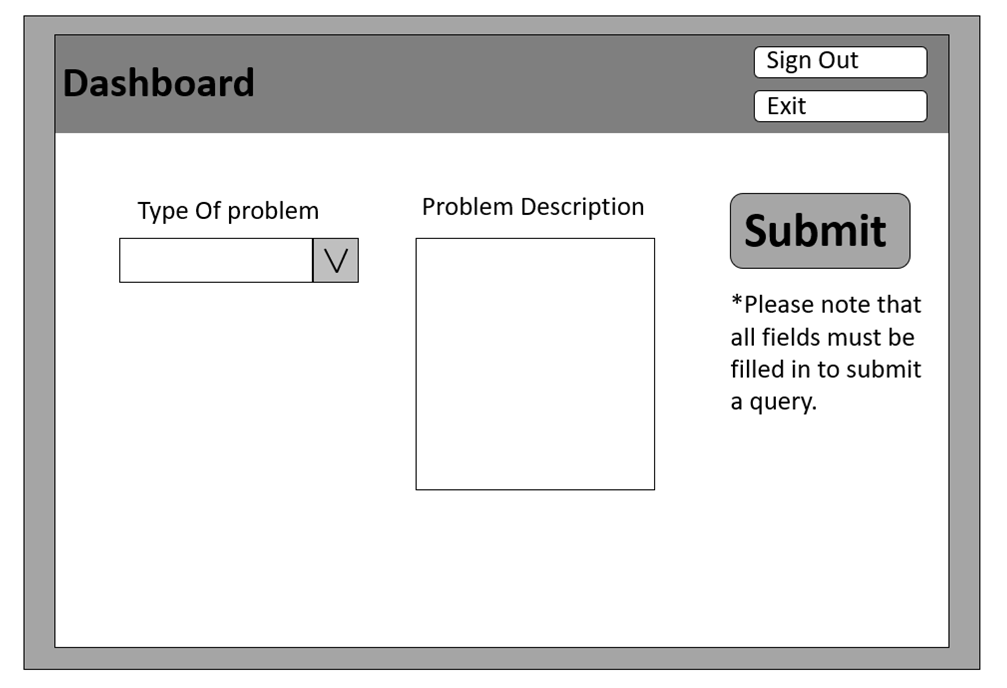 Dashboard
Sign Out
Exit
Type Of problem
Problem Description
Submit
*Please note that
all fields must be
filled in to submit
a query.